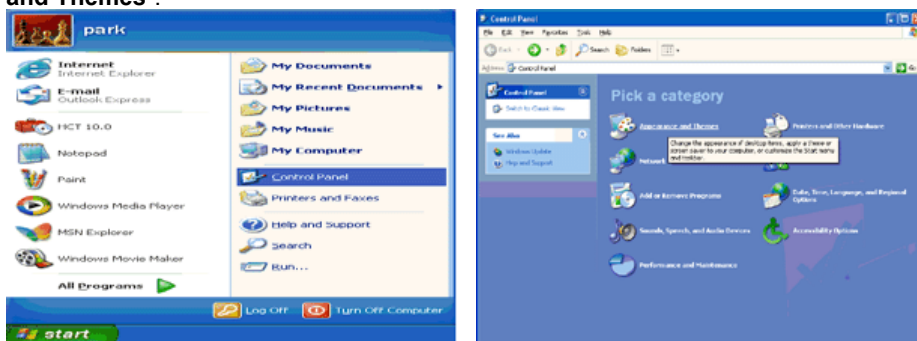 and Themes".
park
Internet
Internet Explorer
E-mail
Outlook Express
HCT 10.0
Notepad
Paint
Windows Media Player
MSN Explorer
Windows Movie Maker
All Programs
My Documents
My Recent Documents
My Pictures
My Music
My Computer
Control Panel
Printers and Faxes
Help and Support
Search
Run...
Log Off
Turn Off Computer
start
Control Panel
File Edit View Favorites Tools Help
Back
Search
Folders
Address
Control Panel
Go
Control Panel
Switch to Classic View
See Also
Windows Update
Help and Support
Pick a category
Appearance and Themes
Printers and Other Hardware
Change the appearance of desktop items, apply a theme or
screen saver to your computer, or customize the Start menu
and taskbar.
Network
Add or Remove Programs
Date, Time, Language, and Regional
Options
Sounds, Speech, and Audio Devices
Accessibility Options
Performance and Maintenance